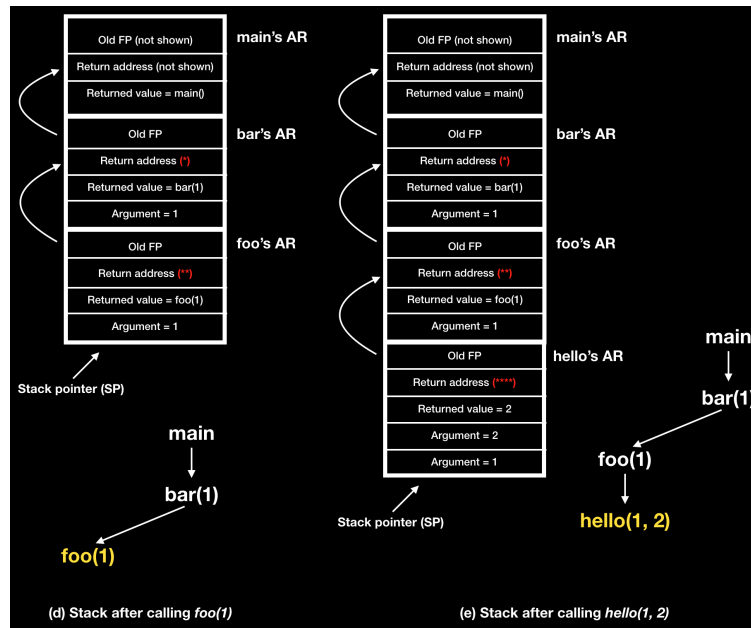 main's AR
Old FP (not shown)
Return address (not shown)
Returned value = main()
bar's AR
Old FP
Return address (*)
Returned value = bar(1)
Argument = 1
foo's AR
Old FP
Return address (**)
Returned value = foo(1)
Argument = 1
Stack pointer (SP)
main
bar(1)
foo(1)
(d) Stack after calling foo(1)
main's AR
Old FP (not shown)
Return address (not shown)
Returned value = main()
bar's AR
Old FP
Return address (*)
Returned value = bar(1)
Argument = 1
foo's AR
Old FP
Return address (**)
Returned value = foo(1)
Argument = 1
hello's AR
Old FP
Return address (****)
Returned value = 2
Argument = 2
Argument = 1
Stack pointer (SP)
main
bar(1)
foo(1)
hello(1, 2)
(e) Stack after calling hello(1, 2)